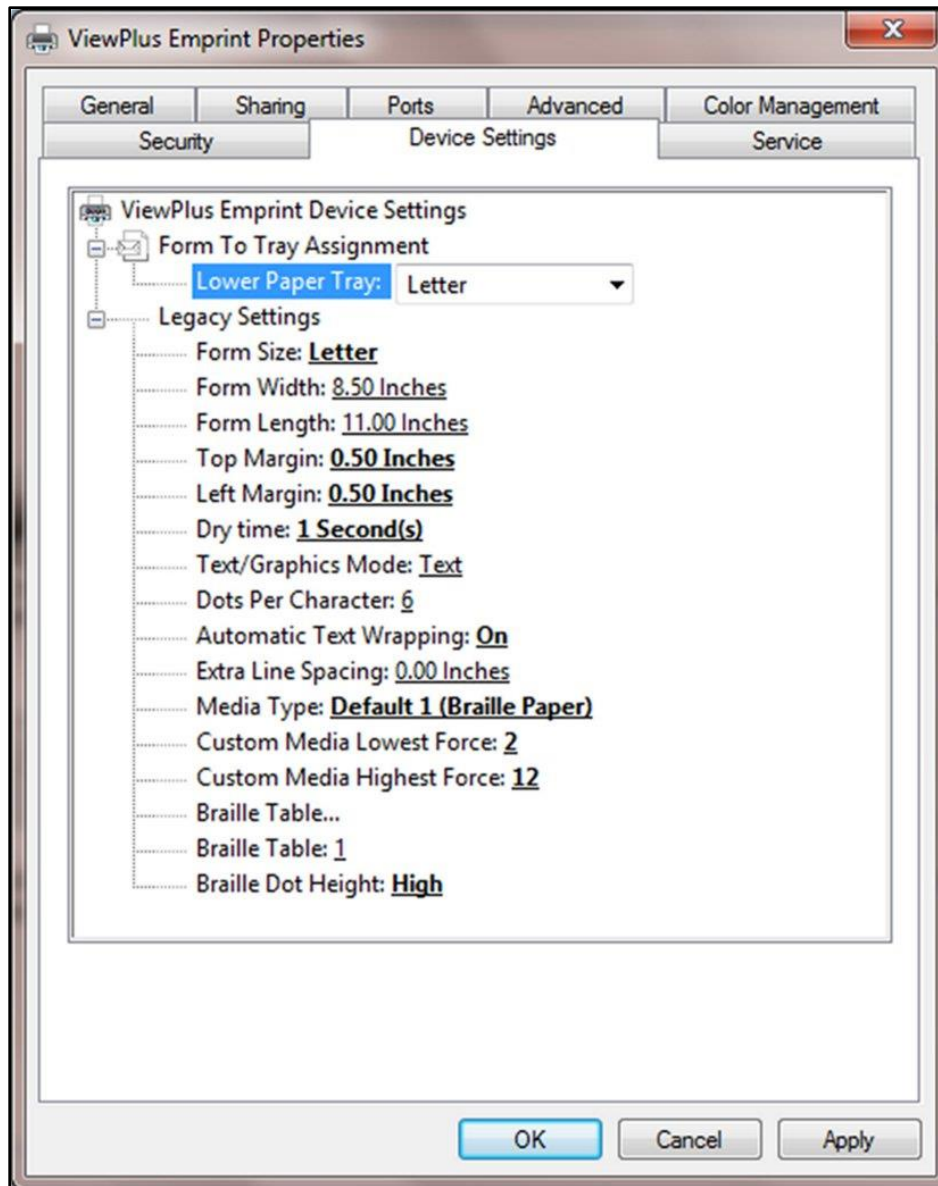 ViewPlus Emprint Properties
General Sharing Ports Advanced Color Management
Security Device Settings Service
ViewPlus Emprint Device Settings
Form To Tray Assignment
Lower Paper Tray: Letter
Legacy Settings
Form Size: Letter
Form Width: 8.50 Inches
Form Length: 11.00 Inches
Top Margin: 0.50 Inches
Left Margin: 0.50 Inches
Dry time: 1 Second(s)
Text/Graphics Mode: Text
Dots Per Character: 6
Automatic Text Wrapping: On
Extra Line Spacing: 0.00 Inches
Media Type: Default 1 (Braille Paper)
Custom Media Lowest Force: 2
Custom Media Highest Force: 12
Braille Table...
Braille Table: 1
Braille Dot Height: High
OK Cancel Apply